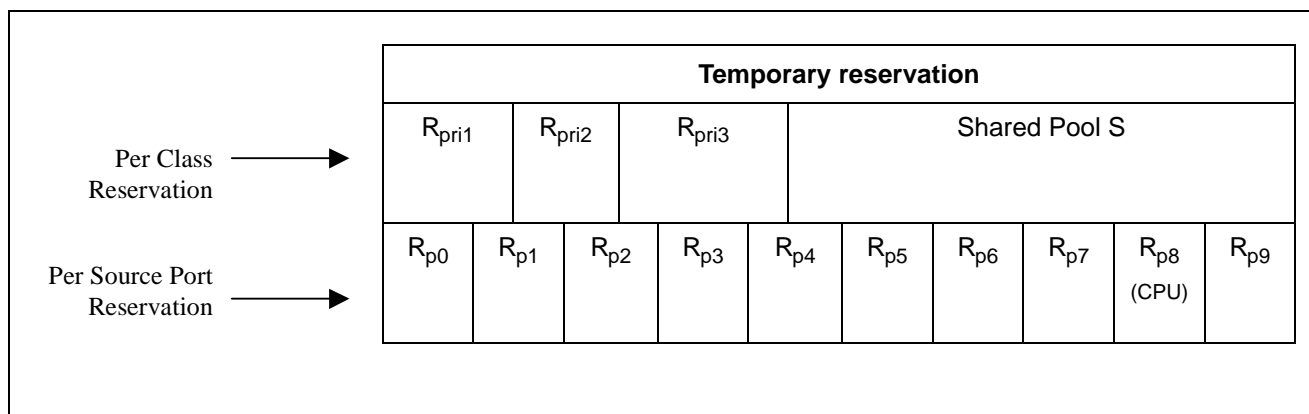 Temporary reservation
Per Class
Reservation
Rpri1 Rpri2 Rpri3 Shared Pool S
Per Source Port
Reservation
Rp0 Rp1 Rp2 Rp3 Rp4 Rp5 Rp6 Rp7 Rp8 Rp9
(CPU)